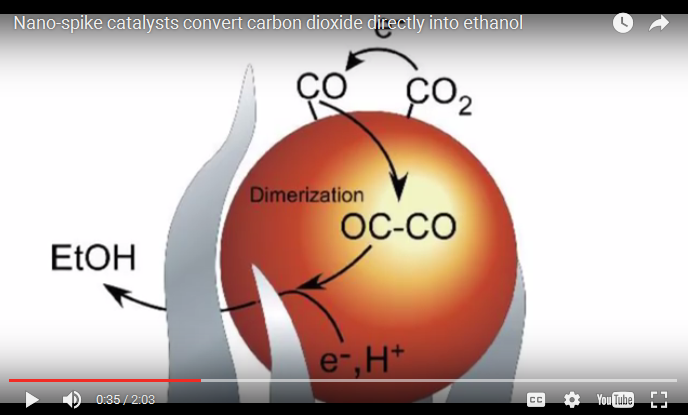 Nano-spike catalysts convert carbon dioxide directly into ethanol
e⁻
CO
CO₂
Dimerization
OC-CO
EtOH
e⁻,H⁺
0:35 / 2:03
CC
YouTube